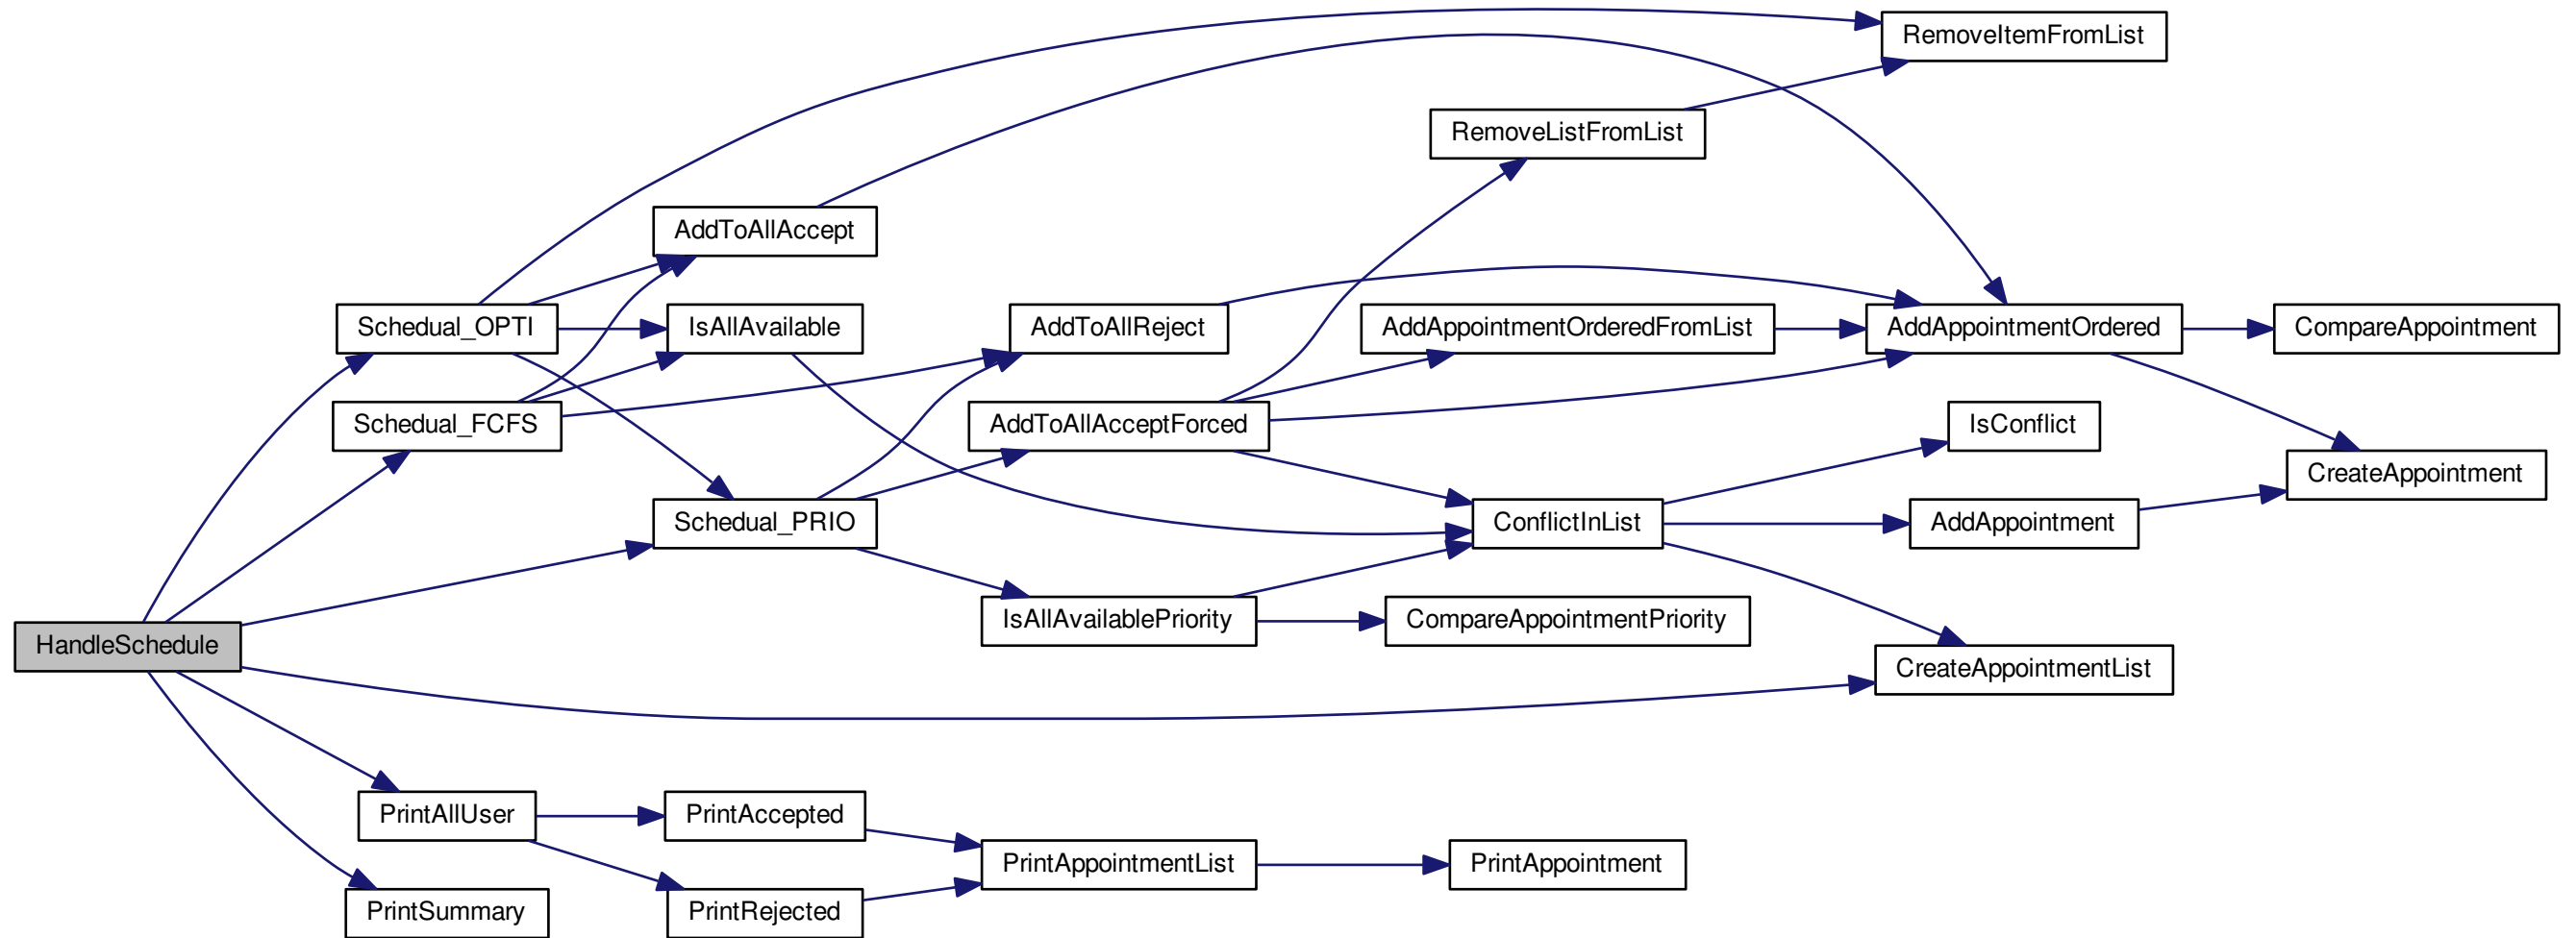 RemoveItemFromList
RemoveListFromList
AddToAllAccept
Schedual_OPTI
IsAllAvailable
AddToAllReject
AddAppointmentOrderedFromList
AddAppointmentOrdered
CompareAppointment
Schedual_FCFS
AddToAllAcceptForced
IsConflict
CreateAppointment
Schedual_PRIO
ConflictInList
AddAppointment
IsAllAvailablePriority
CompareAppointmentPriority
HandleSchedule
CreateAppointmentList
PrintAllUser
PrintAccepted
PrintAppointmentList
PrintAppointment
PrintSummary
PrintRejected